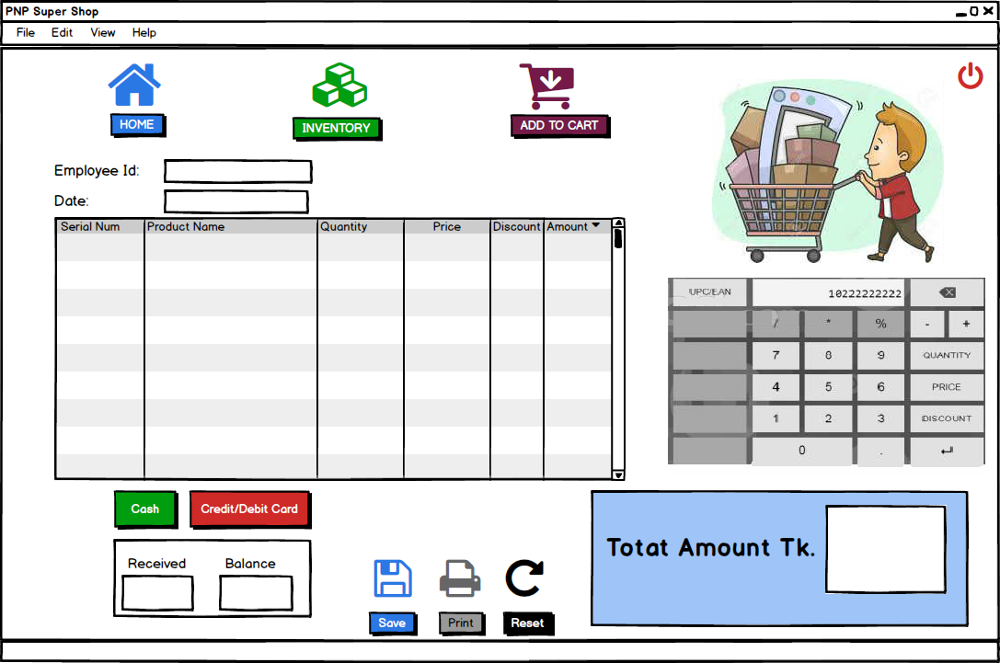 PNP Super Shop
File Edit View Help
HOME
INVENTORY
ADD TO CART
Employee Id:
Date:
Serial Num Product Name Quantity Price Discount Amount
UPC/EAN 10222222222
/ * % - +
7 8 9 QUANTITY
4 5 6 PRICE
1 2 3 DISCOUNT
0 .
Cash Credit/Debit Card
Received Balance
Totat Amount Tk.
Save Print Reset